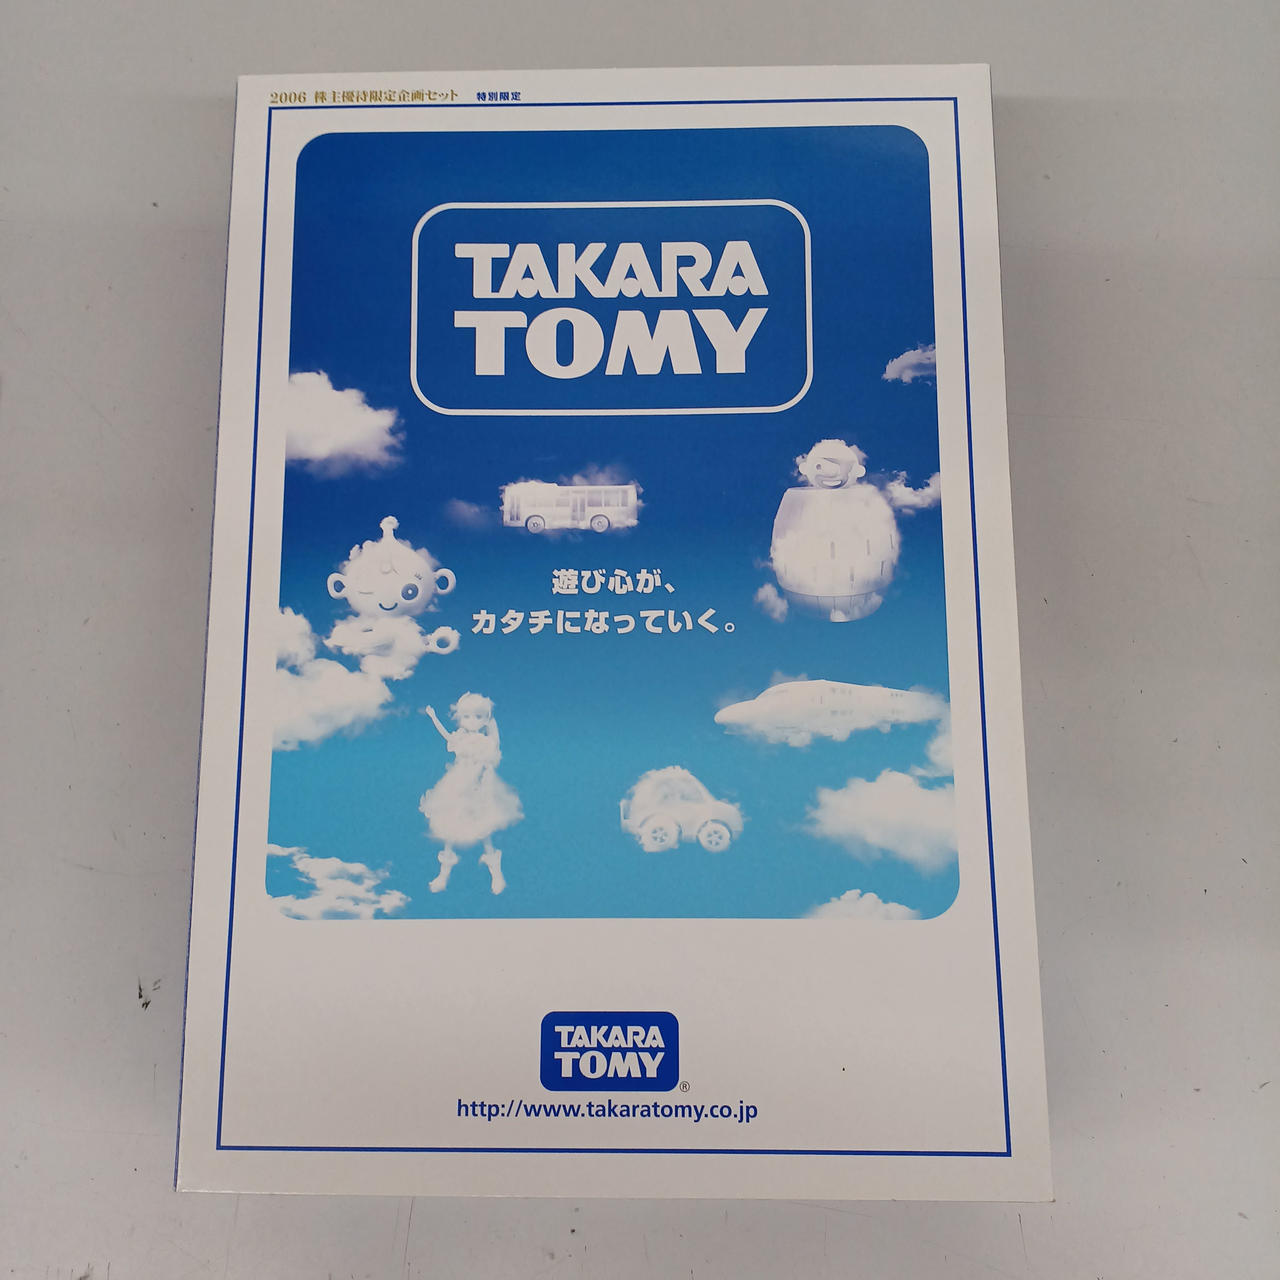 2006 株主優待限定企画セット 特別限定
TAKARA
TOMY
遊び心が、
カタチになっていく。
TAKARA
TOMY
®
http://www.takaratomy.co.jp